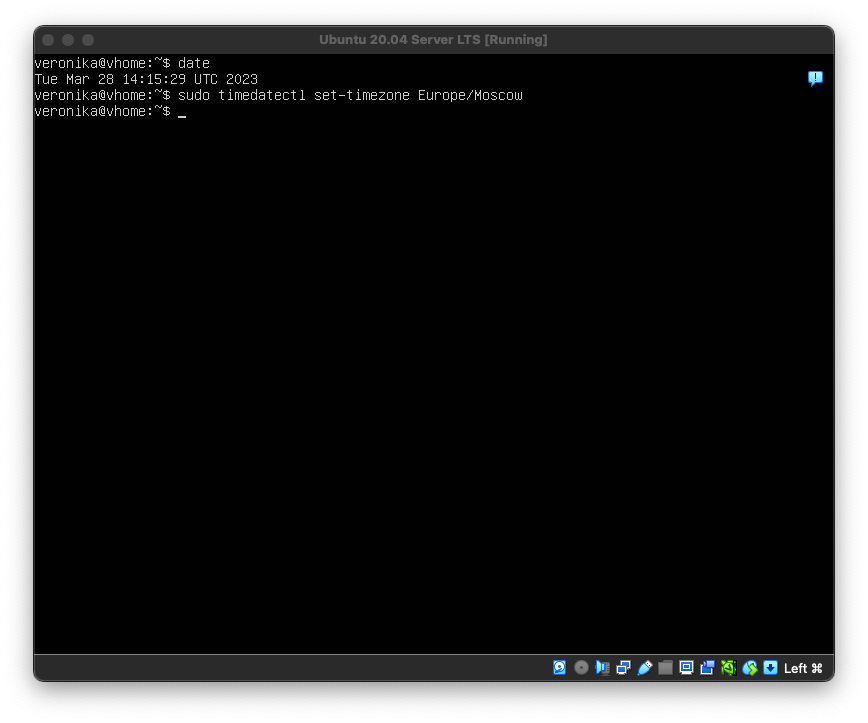 Ubuntu 20.04 Server LTS [Running]
veronika@vhome:~$ date
Tue Mar 28 14:15:29 UTC 2023
veronika@vhome:~$ sudo timedatectl set-timezone Europe/Moscow
veronika@vhome:~$ _
Left ⌘